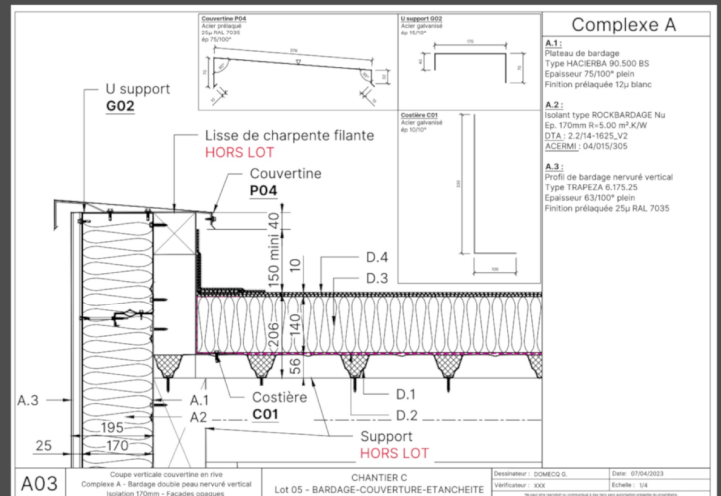 Couvertine P04
Acier prélaqué
25µ RAL 7035
ép 75/100°
U support G02
Acier galvanisé
ép 15/10°
Costière C01
Acier galvanisé
ép 10/10°
Complexe A
A.1 :
Plateau de bardage
Type HACIERBA 90.500 BS
Epaisseur 75/100° plein
Finition prélaquée 12µ blanc
A.2 :
Isolant type ROCKBARDAGE Nu
Ep. 170mm R=5.00 m².K/W
DTA : 2.2/14-1625_V2
ACERMI : 04/015/305
A.3 :
Profil de bardage nervuré vertical
Type TRAPEZA 6.175.25
Epaisseur 63/100° plein
Finition prélaquée 25µ RAL 7035
U support
G02
Lisse de charpente filante
HORS LOT
Couvertine
P04
40
150 mini
10
D.4
D.3
206
140
56
Costière
C01
D.1
D.2
Support
HORS LOT
A.3
A.1
A2
195
170
25
A03
Coupe verticale couvertine en rive
Complexe A - Bardage double peau nervuré vertical
Isolation 170mm - Façades opaques
CHANTIER C
Lot 05 - BARDAGE-COUVERTURE-ETANCHEITE
Dessinateur : DOMECQ G.
Date: 07/04/2023
Vérificateur : XXX
Echelle : 1/4